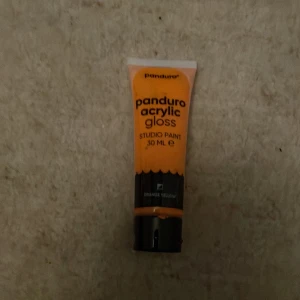 panduro
panduro
acrylic
gloss
STUDIO PAINT
30 ML ℮